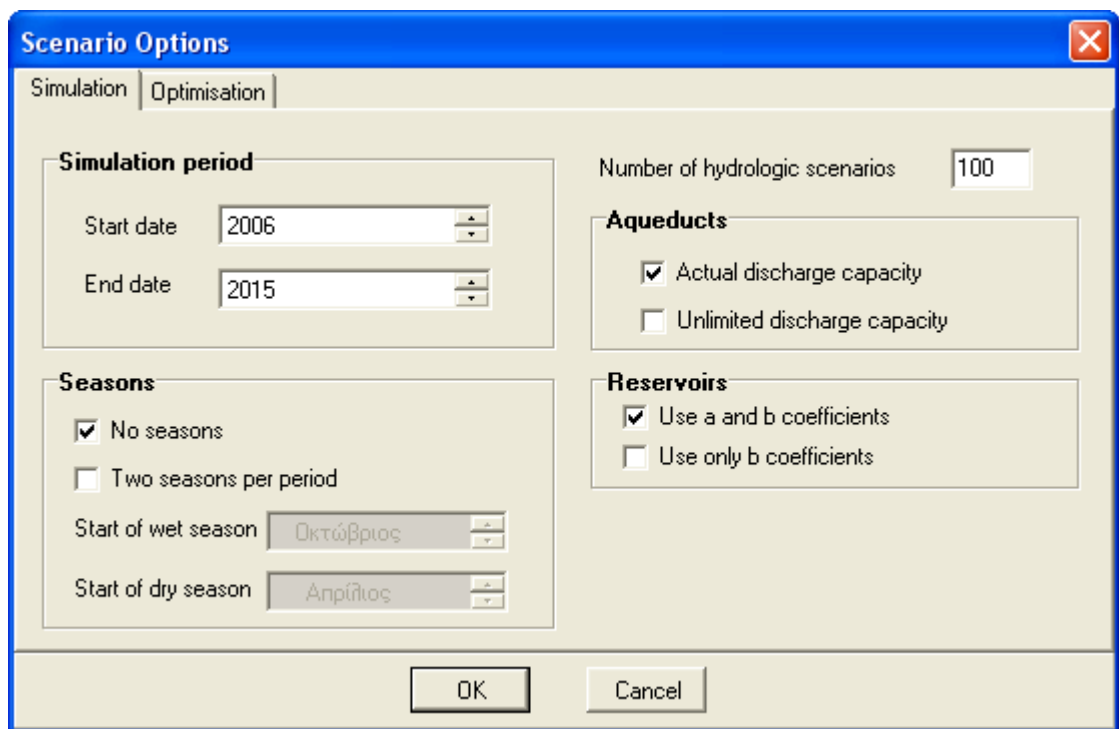 Scenario Options
Simulation
Optimisation
Simulation period
Start date
2006
End date
2015
Seasons
No seasons
Two seasons per period
Start of wet season
Οκτώβριος
Start of dry season
Απρίλιος
Number of hydrologic scenarios
100
Aqueducts
Actual discharge capacity
Unlimited discharge capacity
Reservoirs
Use a and b coefficients
Use only b coefficients
OK
Cancel